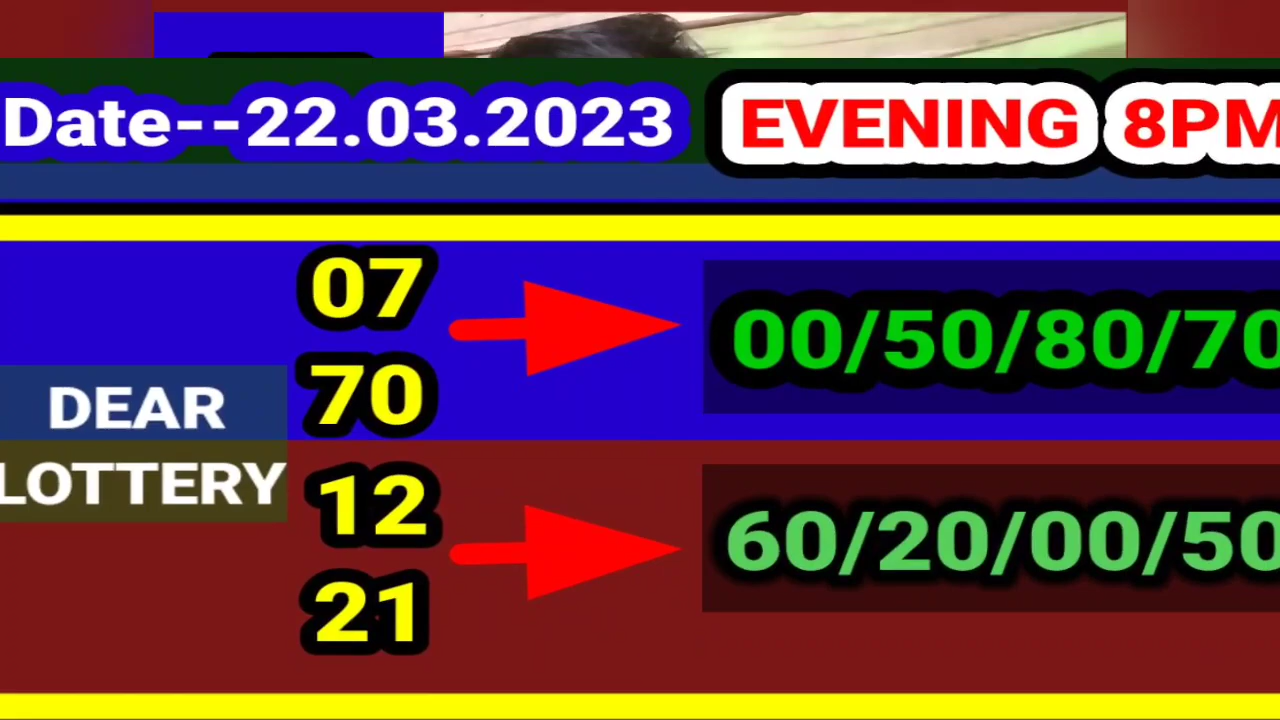 Date--22.03.2023 EVENING 8PM
07
00/50/80/70
70
DEAR
LOTTERY
12
60/20/00/50
21